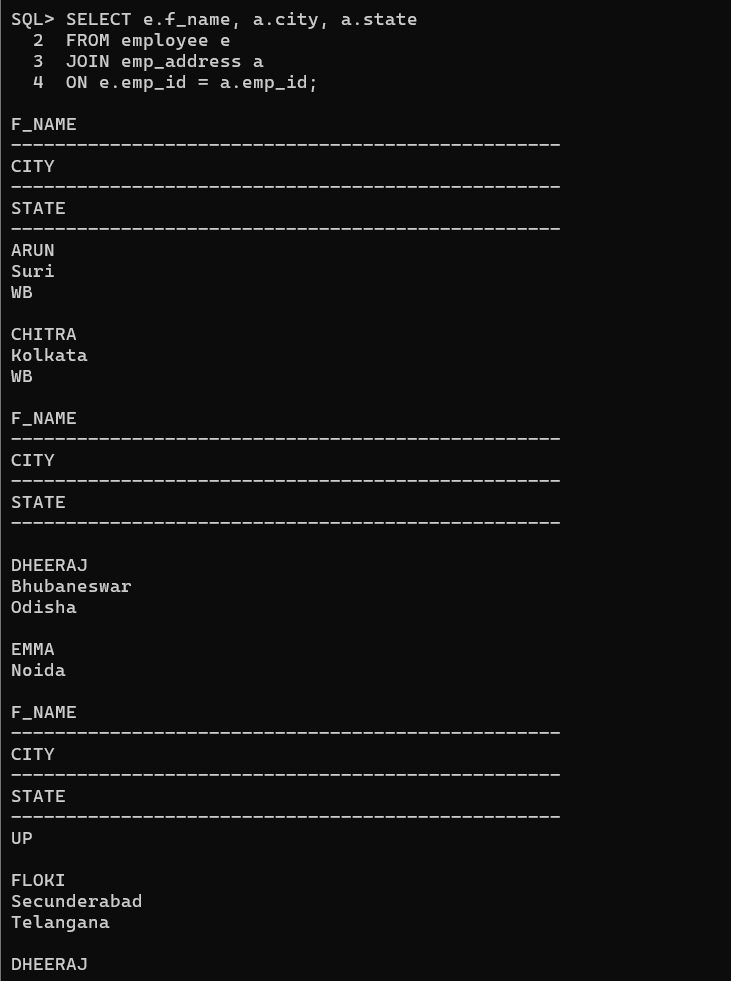 SQL> SELECT e.f_name, a.city, a.state
  2  FROM employee e
  3  JOIN emp_address a
  4  ON e.emp_id = a.emp_id;

F_NAME
--------------------------------------------------
CITY
--------------------------------------------------
STATE
--------------------------------------------------
ARUN
Suri
WB

CHITRA
Kolkata
WB

F_NAME
--------------------------------------------------
CITY
--------------------------------------------------
STATE
--------------------------------------------------

DHEERAJ
Bhubaneswar
Odisha

EMMA
Noida

F_NAME
--------------------------------------------------
CITY
--------------------------------------------------
STATE
--------------------------------------------------
UP

FLOKI
Secunderabad
Telangana

DHEERAJ